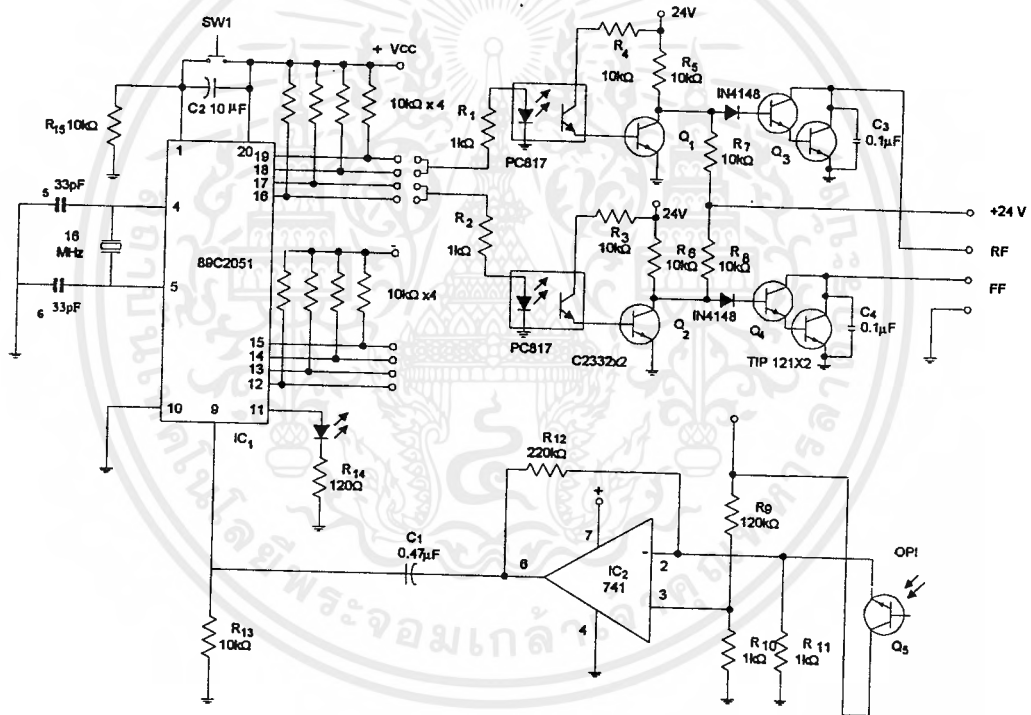 SW1
+ Vcc
C2 10 µF
R15 10kΩ
10kΩ x 4
1
20
19
18
17
16
5
33pF
4
16
MHz
89C2051
5
6
33pF
10kΩ x4
15
14
13
12
10
9
11
IC1
R14
120Ω
R1
1kΩ
R2
1kΩ
PC817
PC817
24V
R4
10kΩ
R5
10kΩ
IN4148
Q1
R7
10kΩ
Q3
C3
0.1µF
24V
R3
10kΩ
R6
10kΩ
R8
10kΩ
IN4148
Q2
C2332x2
Q4
TIP 121X2
C4
0.1µF
+24 V
RF
FF
R12
220kΩ
C1
0.47µF
R13
10kΩ
+
7
6
IC2
741
-
2
3
4
R9
120kΩ
R10
1kΩ
R11
1kΩ
OPI
Q5
-